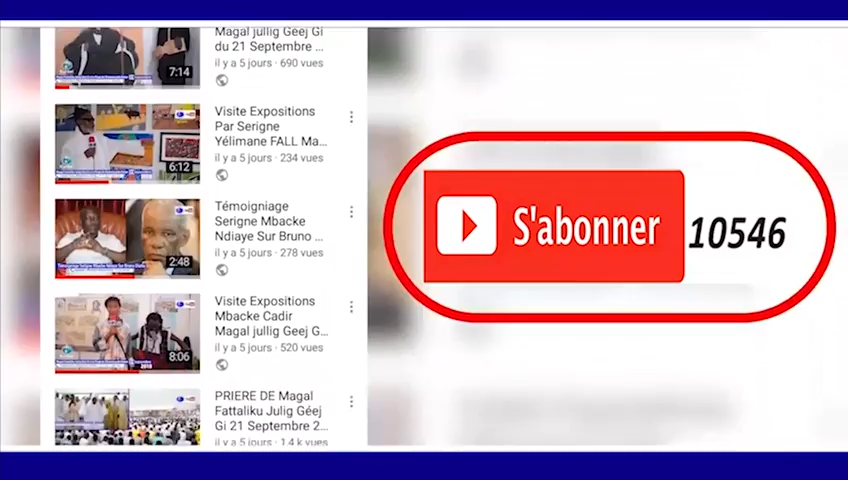 Magal jullig Geej Gi
du 21 Septembre ...
il y a 5 jours · 690 vues
7:14
Visite Expositions
Par Serigne
Yélimane FALL Ma...
il y a 5 jours · 234 vues
6:12
Témoigniage
Serigne Mbacke
Ndiaye Sur Bruno ...
il y a 5 jours · 278 vues
2:48
Visite Expositions
Mbacke Cadir
Magal jullig Geej G...
il y a 5 jours · 520 vues
8:06
PRIERE DE Magal
Fattaliku Julig Géej
Gi 21 Septembre 2...
il y a 5 jours · 1,4 k vues
S'abonner
10546